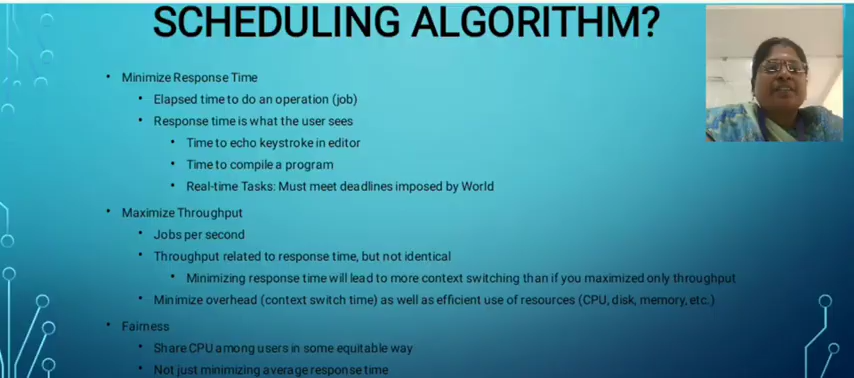 SCHEDULING ALGORITHM?
• Minimize Response Time
• Elapsed time to do an operation (job)
• Response time is what the user sees
• Time to echo keystroke in editor
• Time to compile a program
• Real-time Tasks: Must meet deadlines imposed by World
• Maximize Throughput
• Jobs per second
• Throughput related to response time, but not identical
• Minimizing response time will lead to more context switching than if you maximized only throughput
• Minimize overhead (context switch time) as well as efficient use of resources (CPU, disk, memory, etc.)
• Fairness
• Share CPU among users in some equitable way
• Not just minimizing average response time